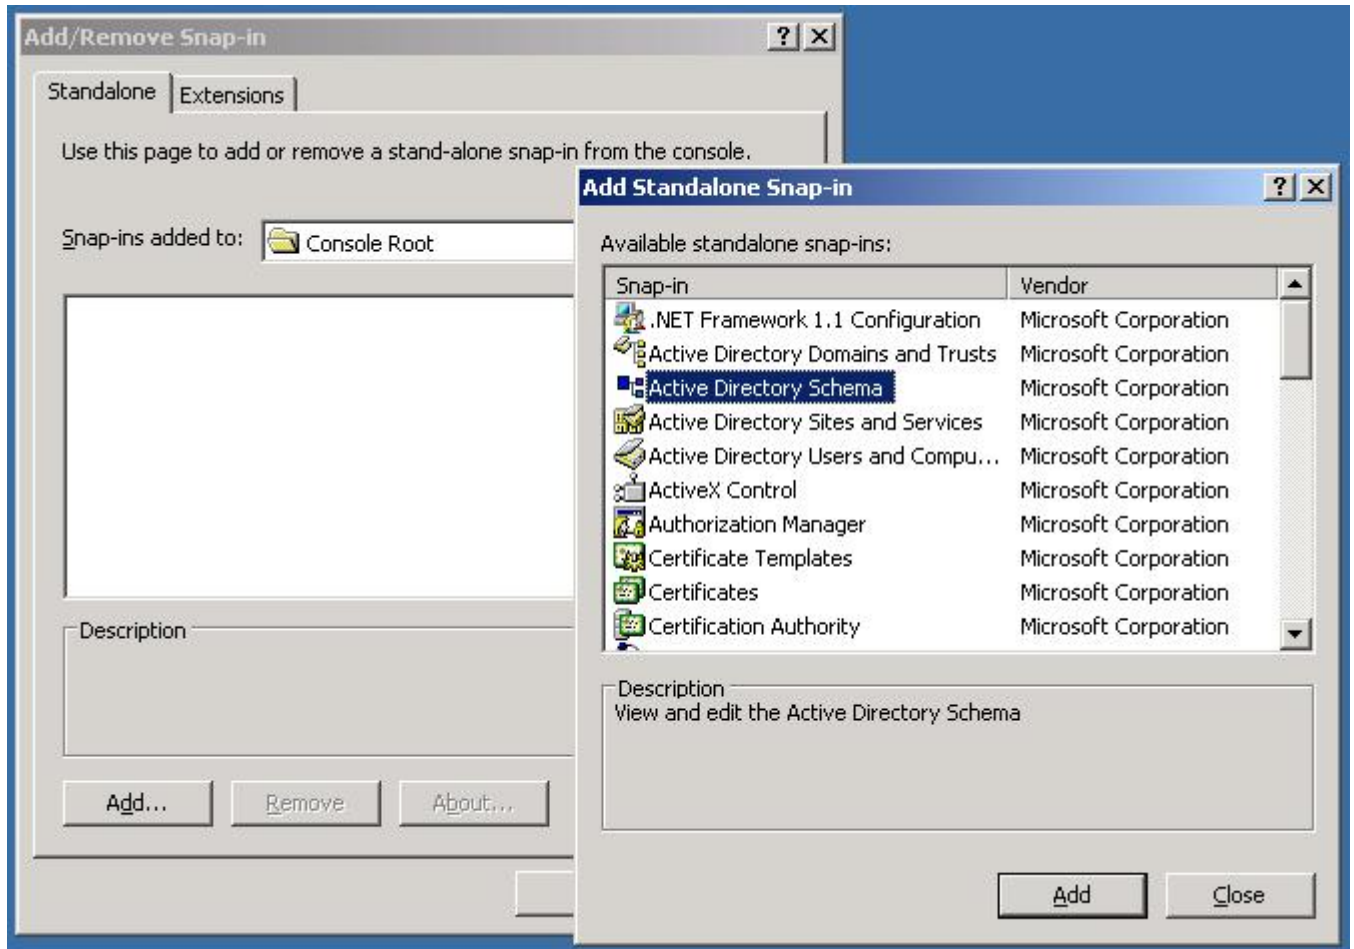 Add/Remove Snap-in
Standalone
Extensions
Use this page to add or remove a stand-alone snap-in from the console.
Snap-ins added to:
Console Root
Description
Add...
Remove
About...
Add Standalone Snap-in
Available standalone snap-ins:
Snap-in Vendor
.NET Framework 1.1 Configuration Microsoft Corporation
Active Directory Domains and Trusts Microsoft Corporation
Active Directory Schema Microsoft Corporation
Active Directory Sites and Services Microsoft Corporation
Active Directory Users and Compu... Microsoft Corporation
ActiveX Control Microsoft Corporation
Authorization Manager Microsoft Corporation
Certificate Templates Microsoft Corporation
Certificates Microsoft Corporation
Certification Authority Microsoft Corporation
Description
View and edit the Active Directory Schema
Add
Close